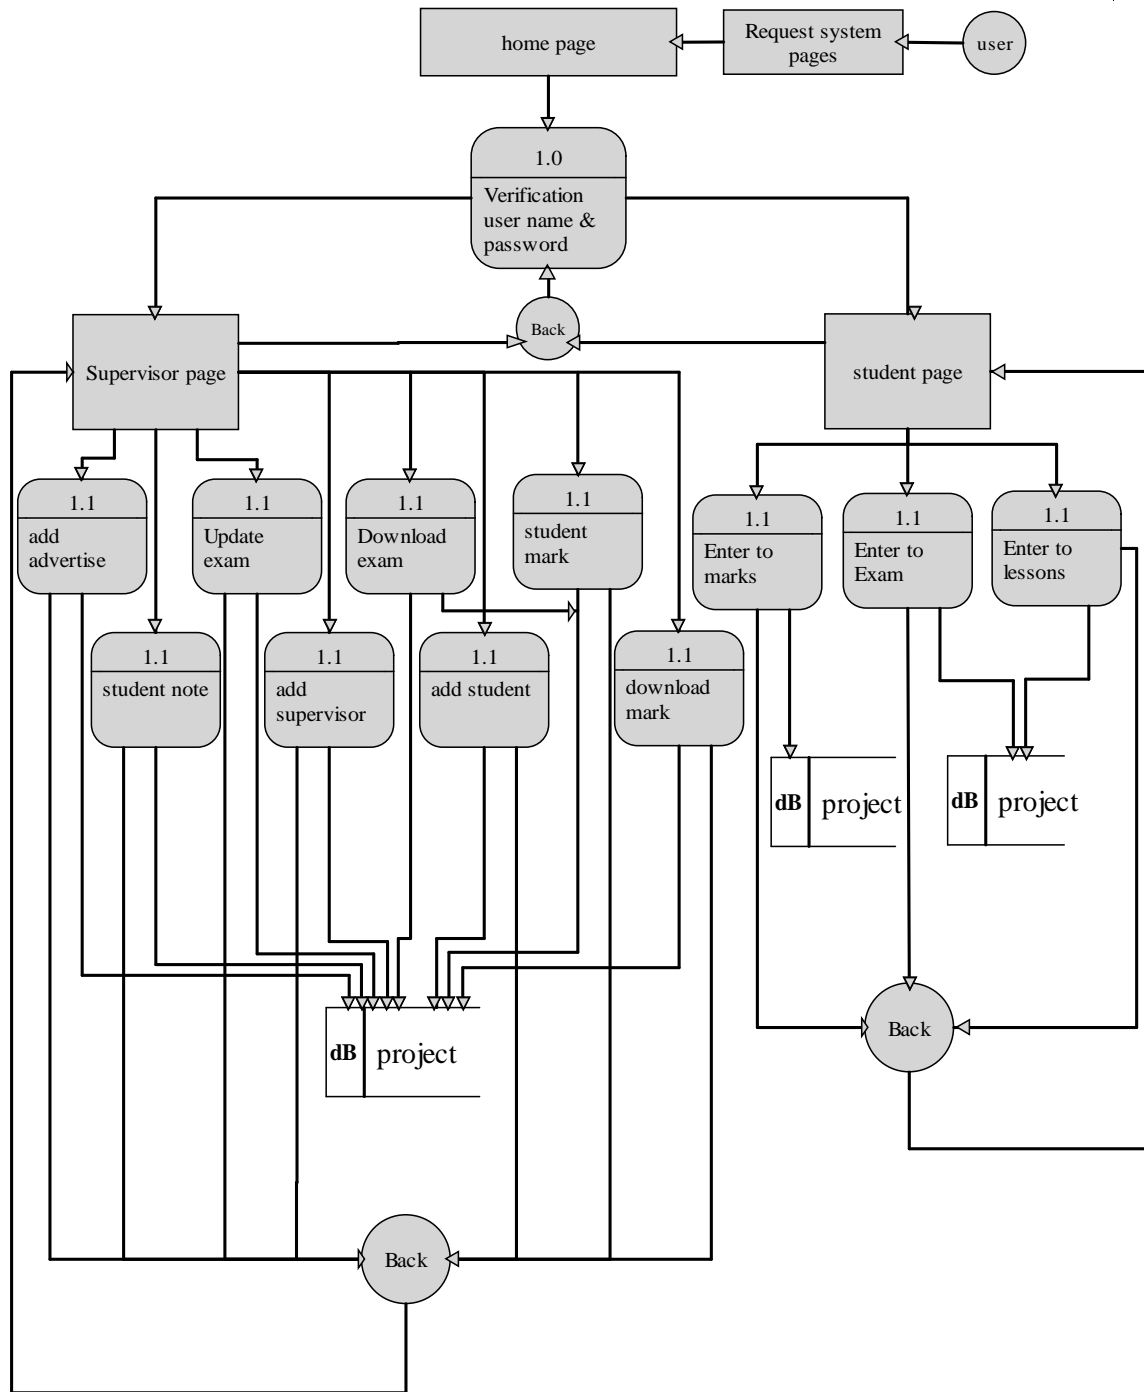 home page
Request system
pages
user
1.0
Verification
user name &
password
Back
Supervisor page
student page
1.1
add
advertise
1.1
Update
exam
1.1
Download
exam
1.1
student
mark
1.1
Enter to
marks
1.1
Enter to
Exam
1.1
Enter to
lessons
1.1
student note
1.1
add
supervisor
1.1
add student
1.1
download
mark
dB project
dB project
dB project
Back
Back